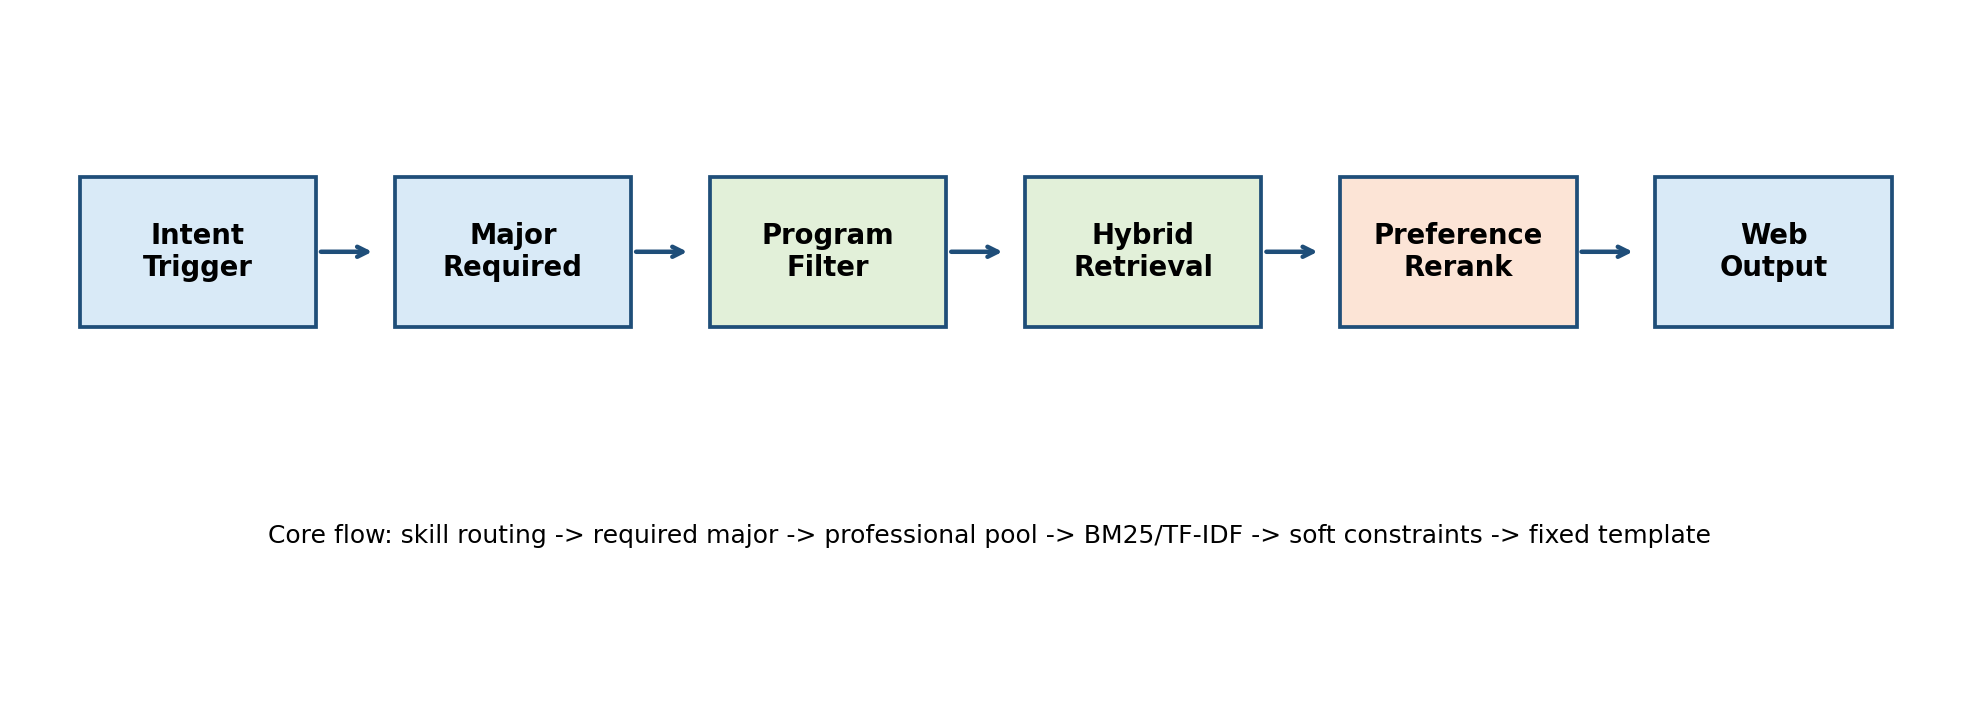 Intent
Trigger
Major
Required
Program
Filter
Hybrid
Retrieval
Preference
Rerank
Web
Output
Core flow: skill routing -> required major -> professional pool -> BM25/TF-IDF -> soft constraints -> fixed template